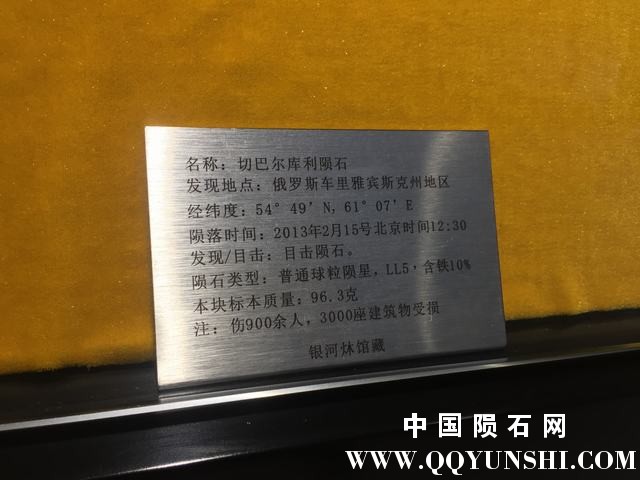 名称：切巴尔库利陨石
发现地点：俄罗斯车里雅宾斯克州地区
经纬度：54° 49′ N，61° 07′ E
陨落时间：2013年2月15号北京时间12:30
发现/目击：目击陨石。
陨石类型：普通球粒陨星，LL5，含铁10%
本块标本质量：96.3克
注：伤900余人，3000座建筑物受损
银河炑馆藏
中国陨石网
WWW.QQYUNSHI.COM